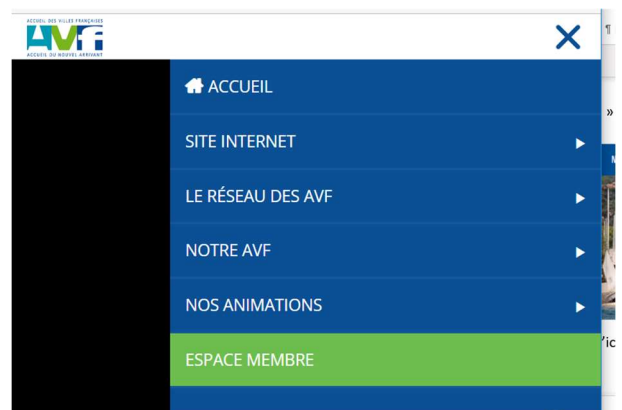 ACCUEIL DES VILLES FRANÇAISES
AVF
ACCUEIL DU NOUVEL ARRIVANT
¶
ACCUEIL
SITE INTERNET
»
LE RÉSEAU DES AVF
NOTRE AVF
NOS ANIMATIONS
'ic
ESPACE MEMBRE